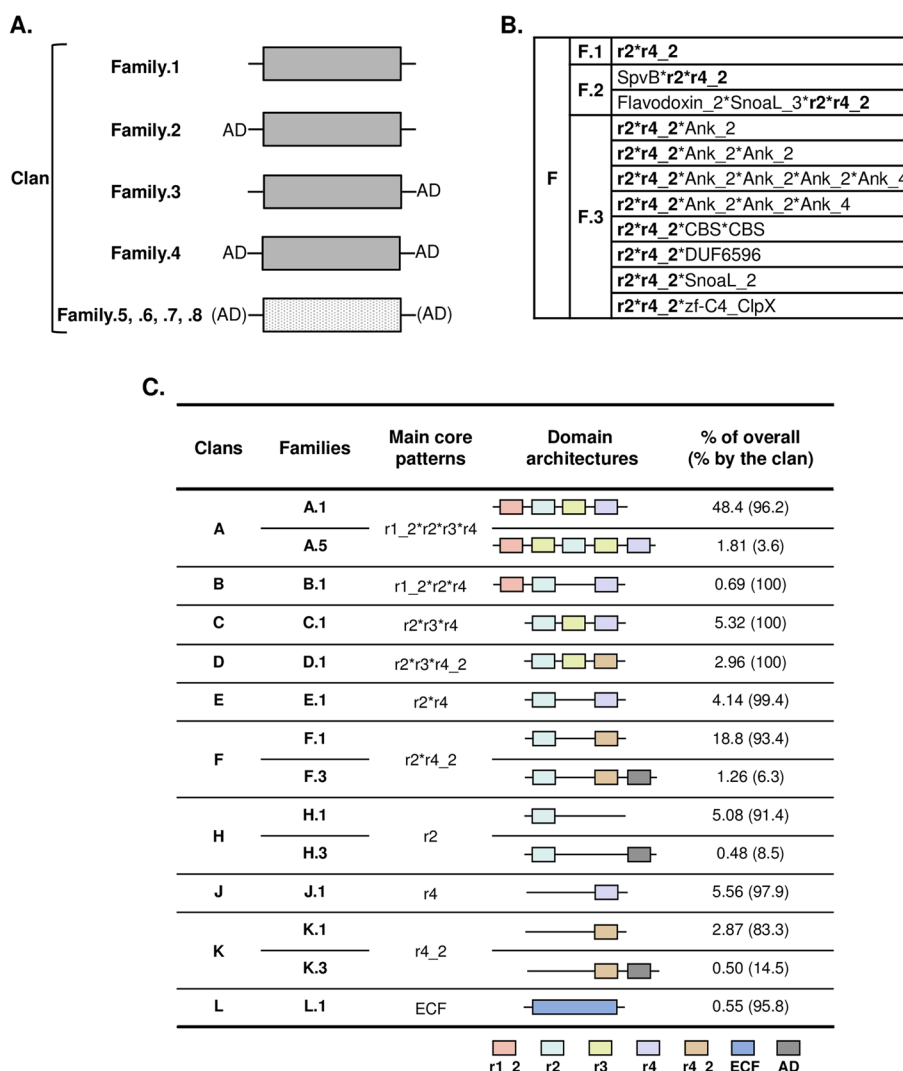 A.
Clan
Family.1
Family.2 AD
Family.3 AD
Family.4 AD AD
Family.5, .6, .7, .8 (AD) (AD)
B.
F
F.1 r2*r4_2
F.2 SpvB*r2*r4_2
Flavodoxin_2*SnoaL_3*r2*r4_2
F.3 r2*r4_2*Ank_2
r2*r4_2*Ank_2*Ank_2
r2*r4_2*Ank_2*Ank_2*Ank_2*Ank_4
r2*r4_2*Ank_2*Ank_2*Ank_4
r2*r4_2*CBS*CBS
r2*r4_2*DUF6596
r2*r4_2*SnoaL_2
r2*r4_2*zf-C4_ClpX
C.
Clans Families Main core patterns Domain architectures % of overall (% by the clan)
A r1_2*r2*r3*r4
A.1 48.4 (96.2)
A.5 1.81 (3.6)
B B.1 r1_2*r2*r4 0.69 (100)
C C.1 r2*r3*r4 5.32 (100)
D D.1 r2*r3*r4_2 2.96 (100)
E E.1 r2*r4 4.14 (99.4)
F r2*r4_2
F.1 18.8 (93.4)
F.3 1.26 (6.3)
H r2
H.1 5.08 (91.4)
H.3 0.48 (8.5)
J J.1 r4 5.56 (97.9)
K r4_2
K.1 2.87 (83.3)
K.3 0.50 (14.5)
L L.1 ECF 0.55 (95.8)
r1_2 r2 r3 r4 r4_2 ECF AD